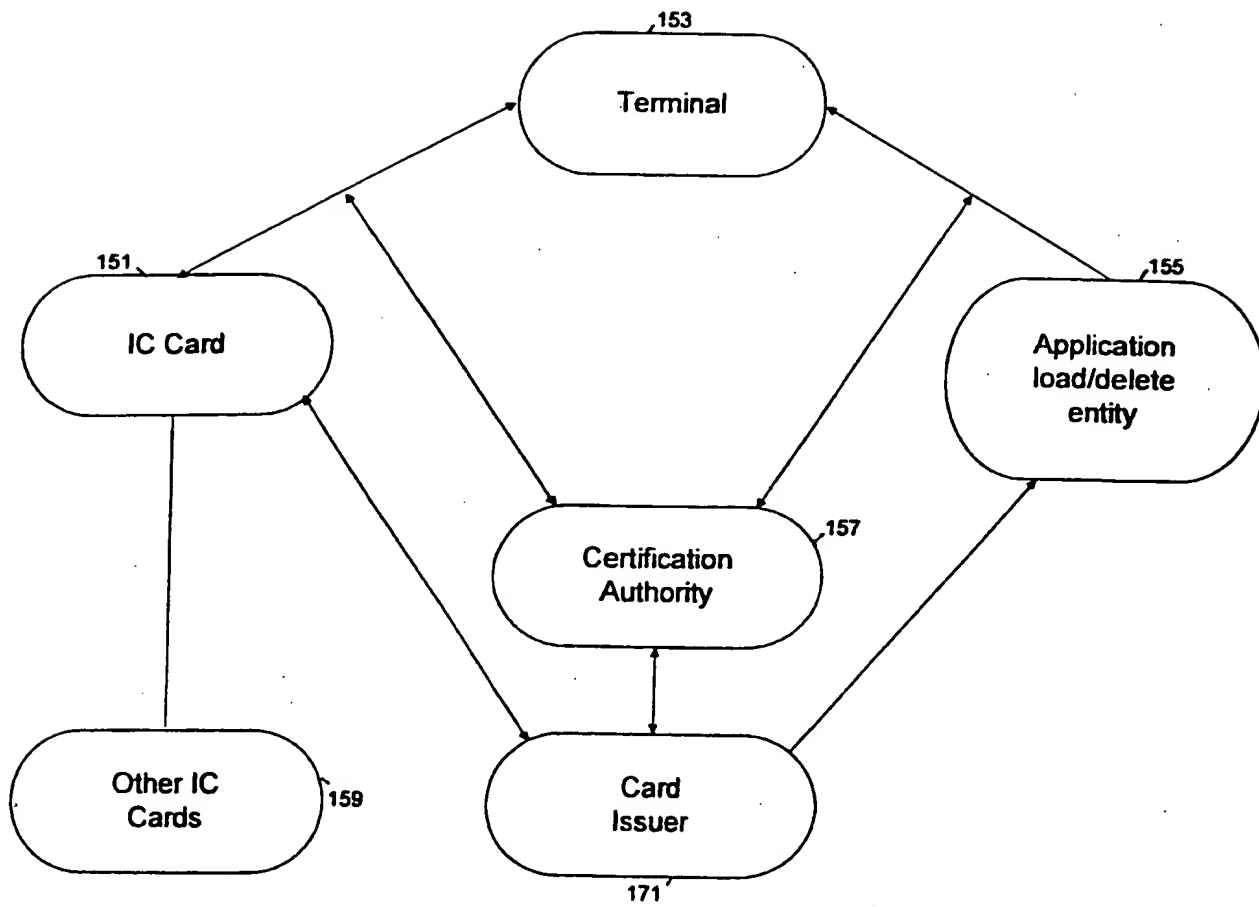 153
Terminal
151
IC Card
155
Application
load/delete
entity
157
Certification
Authority
Other IC
Cards
159
Card
Issuer
171